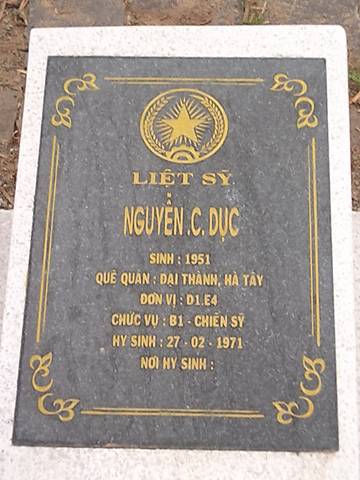 LIỆT SỸ
NGUYỄN.C.DỤC
SINH : 1951
QUÊ QUÁN : ĐẠI THÀNH, HÀ TÂY
ĐƠN VỊ : D1.E4
CHỨC VỤ : B1 - CHIẾN SỸ
HY SINH : 27 - 02 - 1971
NƠI HY SINH :